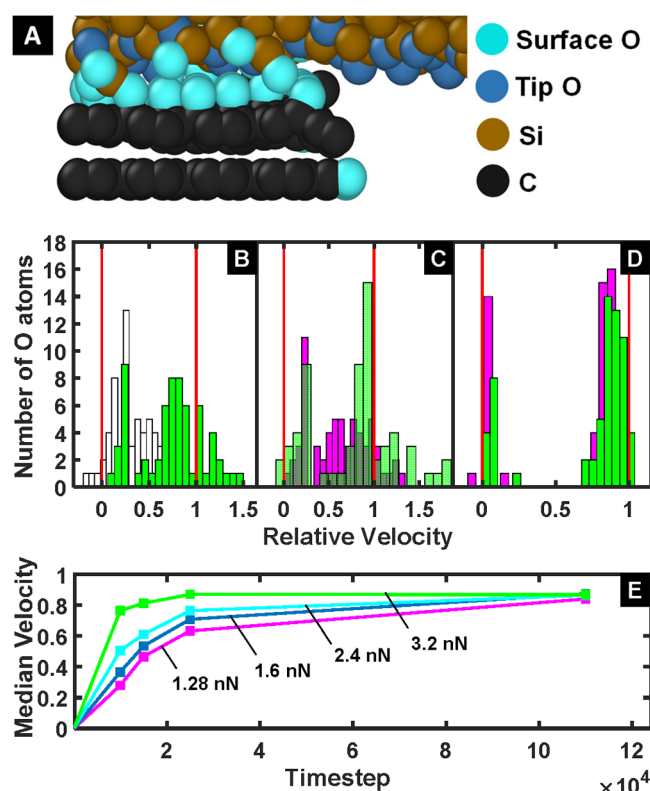 A
Surface O
Tip O
Si
C
Number of O atoms
18
16
14
12
10
8
6
4
2
0
B
C
D
0 0.5 1 1.5
0 0.5 1
0 0.5 1
Relative Velocity
Median Velocity
1
0.8
0.6
0.4
0.2
0
E
3.2 nN
2.4 nN
1.6 nN
1.28 nN
2 4 6 8 10 12
Timestep
×10⁴